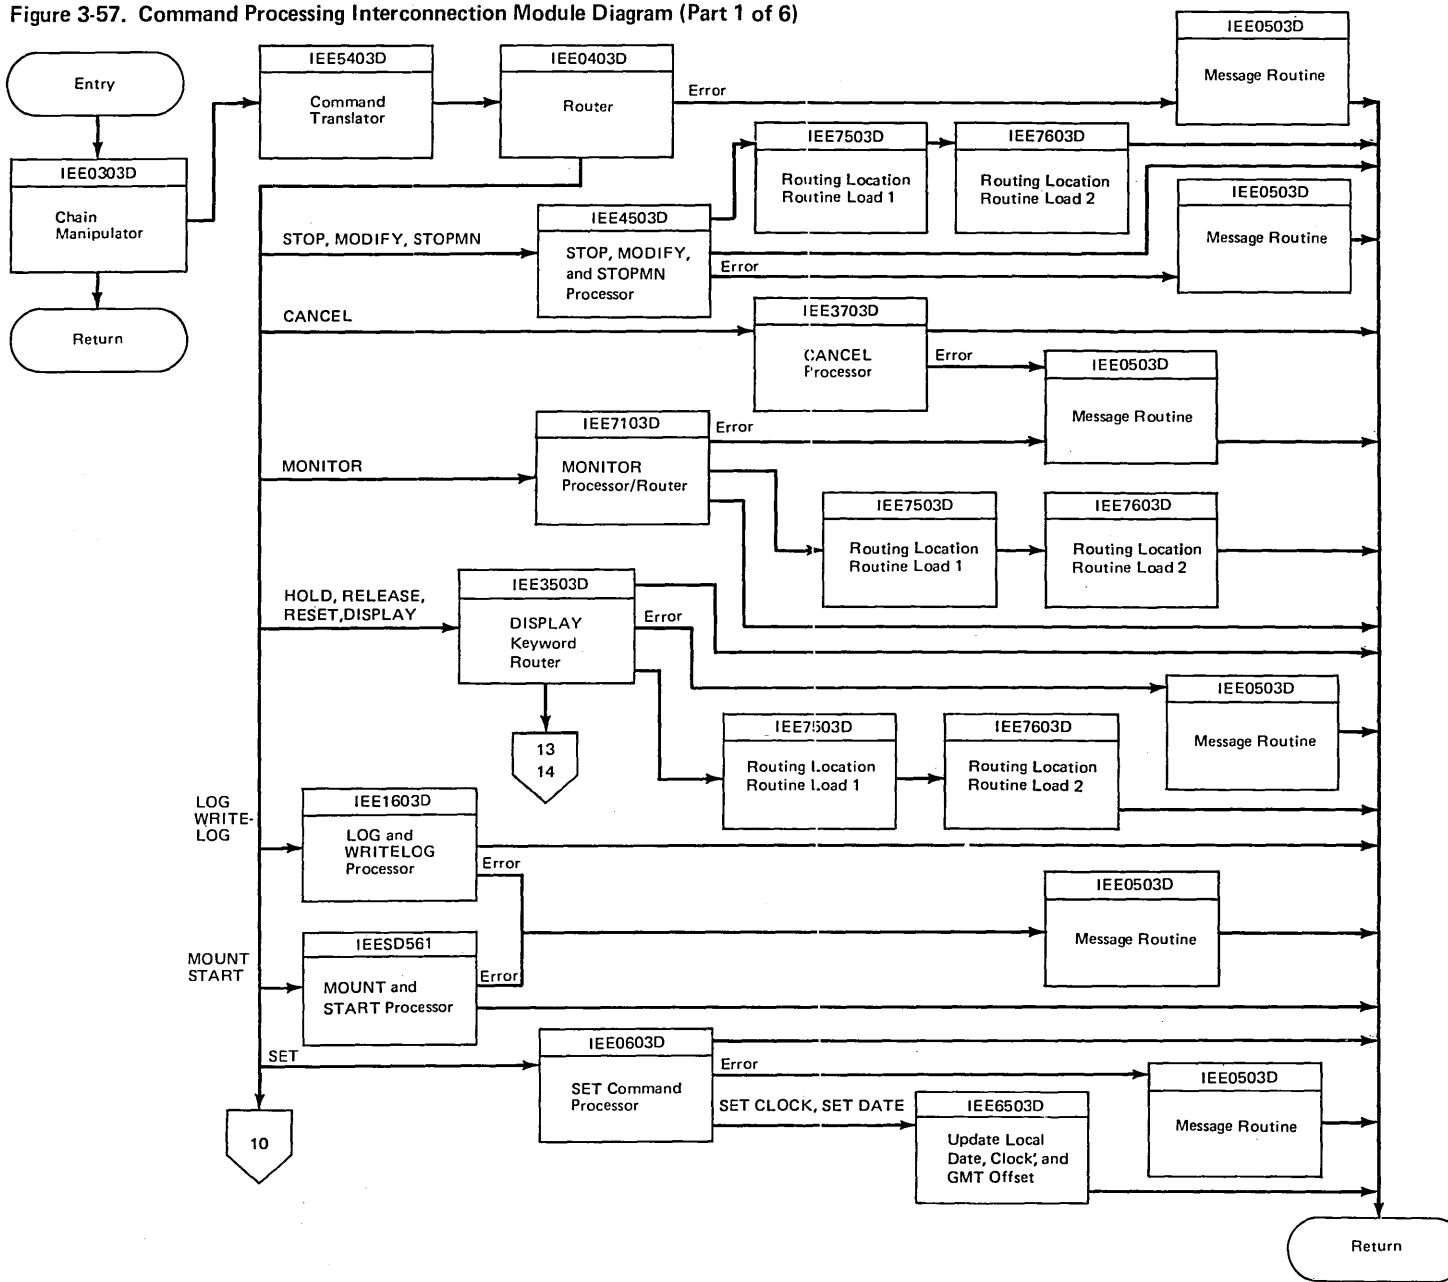 Figure 3-57. Command Processing Interconnection Module Diagram (Part 1 of 6)
Entry
IEE0303D
Chain
Manipulator
Return
IEE5403D
Command
Translator
IEE0403D
Router
Error
IEE0503D
Message Routine
STOP, MODIFY, STOPMN
IEE4503D
STOP, MODIFY,
and STOPMN
Processor
IEE7503D
Routing Location
Routine Load 1
IEE7603D
Routing Location
Routine Load 2
Error
IEE0503D
Message Routine
CANCEL
IEE3703D
CANCEL
Processor
Error
IEE0503D
Message Routine
MONITOR
IEE7103D
MONITOR
Processor/Router
Error
IEE7503D
Routing Location
Routine Load 1
IEE7603D
Routing Location
Routine Load 2
HOLD, RELEASE,
RESET,DISPLAY
IEE3503D
DISPLAY
Keyword
Router
Error
13
14
IEE0503D
Message Routine
IEE7503D
Routing Location
Routine Load 1
IEE7603D
Routing Location
Routine Load 2
LOG
WRITE-
LOG
IEE1603D
LOG and
WRITELOG
Processor
Error
IEE0503D
Message Routine
MOUNT
START
IEESD561
MOUNT and
START Processor
Error
SET
IEE0603D
SET Command
Processor
Error
IEE0503D
Message Routine
SET CLOCK, SET DATE
IEE6503D
Update Local
Date, Clock, and
GMT Offset
10
Return